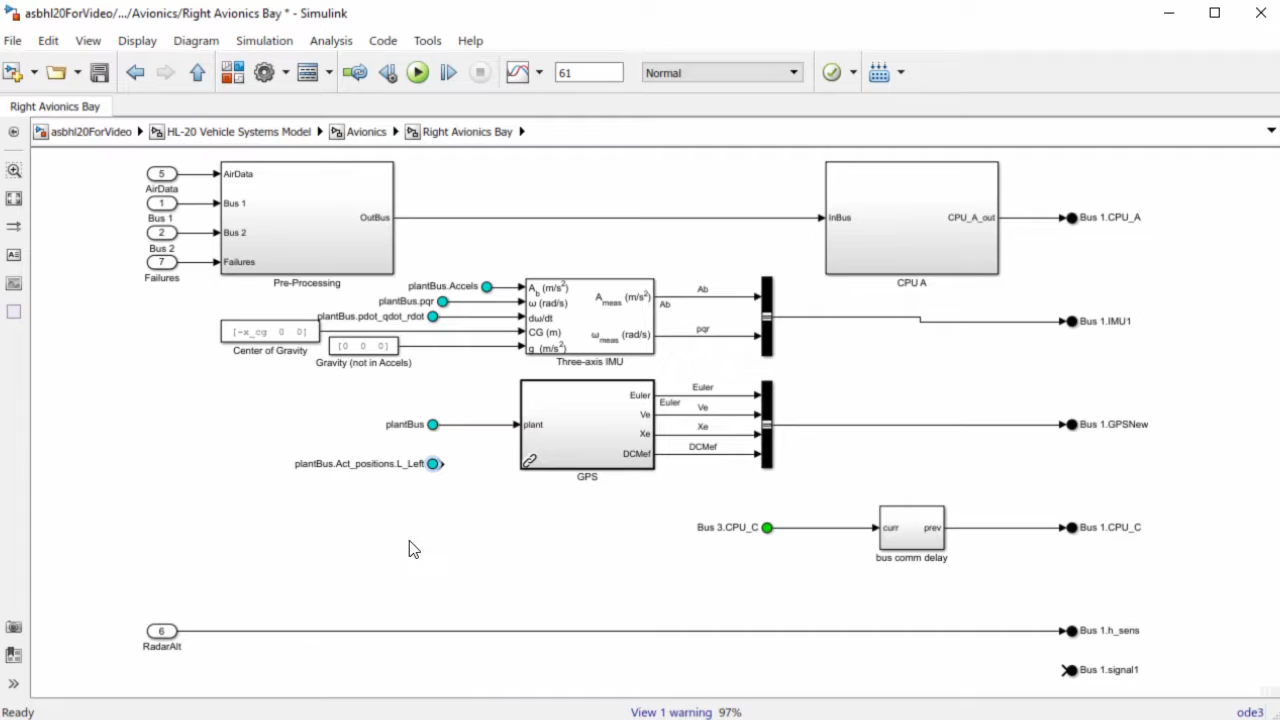 asbhl20ForVideo/.../Avionics/Right Avionics Bay * - Simulink
File Edit View Display Diagram Simulation Analysis Code Tools Help
61 Normal
Right Avionics Bay
asbhl20ForVideo HL-20 Vehicle Systems Model Avionics Right Avionics Bay
5
AirData
1
Bus 1
2
Bus 2
7
Failures
AirData
Bus 1
Bus 2
Failures
OutBus
Pre-Processing
InBus
CPU_A_out
CPU A
Bus 1.CPU_A
plantBus.Accels
plantBus.pqr
plantBus.pdot_qdot_rdot
[-x_cg 0 0]
Center of Gravity
[0 0 0]
Gravity (not in Accels)
A_b (m/s²)
ω (rad/s)
dω/dt
CG (m)
g (m/s²)
A_meas (m/s²)
ω_meas (rad/s)
Three-axis IMU
Ab
Ab
pqr
Bus 1.IMU1
plantBus
plantBus.Act_positions.L_Left
plant
Euler
Ve
Xe
DCMef
GPS
Euler
Euler
Ve
Xe
DCMef
Bus 1.GPSNew
Bus 3.CPU_C
curr prev
bus comm delay
Bus 1.CPU_C
6
RadarAlt
Bus 1.h_sens
Bus 1.signal1
Ready View 1 warning 97% ode3